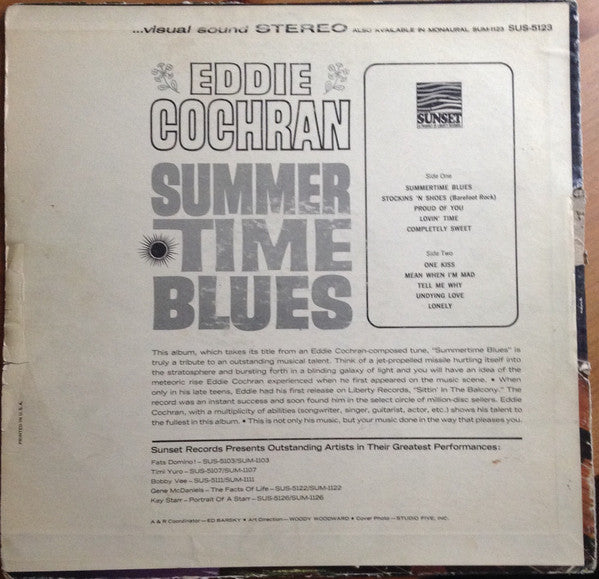 ...visual sound STEREO ALSO AVAILABLE IN MONAURAL SUM-1123 SUS-5123
EDDIE
COCHRAN
SUMMER
TIME
BLUES
SUNSET
Side One
SUMMERTIME BLUES
STOCKINS 'N SHOES (Barefoot Rock)
PROUD OF YOU
LOVIN' TIME
COMPLETELY SWEET
Side Two
ONE KISS
MEAN WHEN I'M MAD
TELL ME WHY
UNDYING LOVE
LONELY
This album, which takes its title from an Eddie Cochran-composed tune, "Summertime Blues" is
truly a tribute to an outstanding musical talent. Think of a jet-propelled missile hurtling itself into
the stratosphere and bursting forth in a blinding galaxy of light and you will have an idea of the
meteoric rise Eddie Cochran experienced when he first appeared on the music scene. • When
only in his late teens, Eddie had his first release on Liberty Records, "Sittin' In The Balcony." The
record was an instant success and soon found him in the select circle of million-disc sellers. Eddie
Cochran, with a multiplicity of abilities (songwriter, singer, guitarist, actor, etc.) shows his talent to
the fullest in this album. • This is not only his music, but your music done in the way that pleases you.
Sunset Records Presents Outstanding Artists in Their Greatest Performances:
Fats Domino! – SUS-5103/SUM-1103
Timi Yuro – SUS-5107/SUM-1107
Bobby Vee – SUS-5111/SUM-1111
Gene McDaniels – The Facts Of Life – SUS-5122/SUM-1122
Kay Starr – Portrait Of A Starr – SUS-5126/SUM-1126
A & R Coordinator – ED BARSKY • Art Direction – WOODY WOODWARD • Cover Photo – STUDIO FIVE, INC.
PRINTED IN U.S.A.